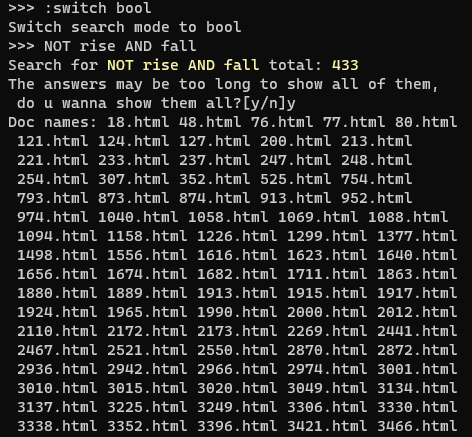 >>> :switch bool
Switch search mode to bool
>>> NOT rise AND fall
Search for NOT rise AND fall total: 433
The answers may be too long to show all of them,
do u wanna show them all?[y/n]y
Doc names: 18.html 48.html 76.html 77.html 80.html
121.html 124.html 127.html 200.html 213.html
221.html 233.html 237.html 247.html 248.html
254.html 307.html 352.html 525.html 754.html
793.html 873.html 874.html 913.html 952.html
974.html 1040.html 1058.html 1069.html 1088.html
1094.html 1158.html 1226.html 1299.html 1377.html
1498.html 1556.html 1616.html 1623.html 1640.html
1656.html 1674.html 1682.html 1711.html 1863.html
1880.html 1889.html 1913.html 1915.html 1917.html
1924.html 1965.html 1990.html 2000.html 2012.html
2110.html 2172.html 2173.html 2269.html 2441.html
2467.html 2521.html 2550.html 2870.html 2872.html
2936.html 2942.html 2966.html 2974.html 3001.html
3010.html 3015.html 3020.html 3049.html 3134.html
3137.html 3225.html 3249.html 3306.html 3330.html
3338.html 3352.html 3396.html 3421.html 3466.html